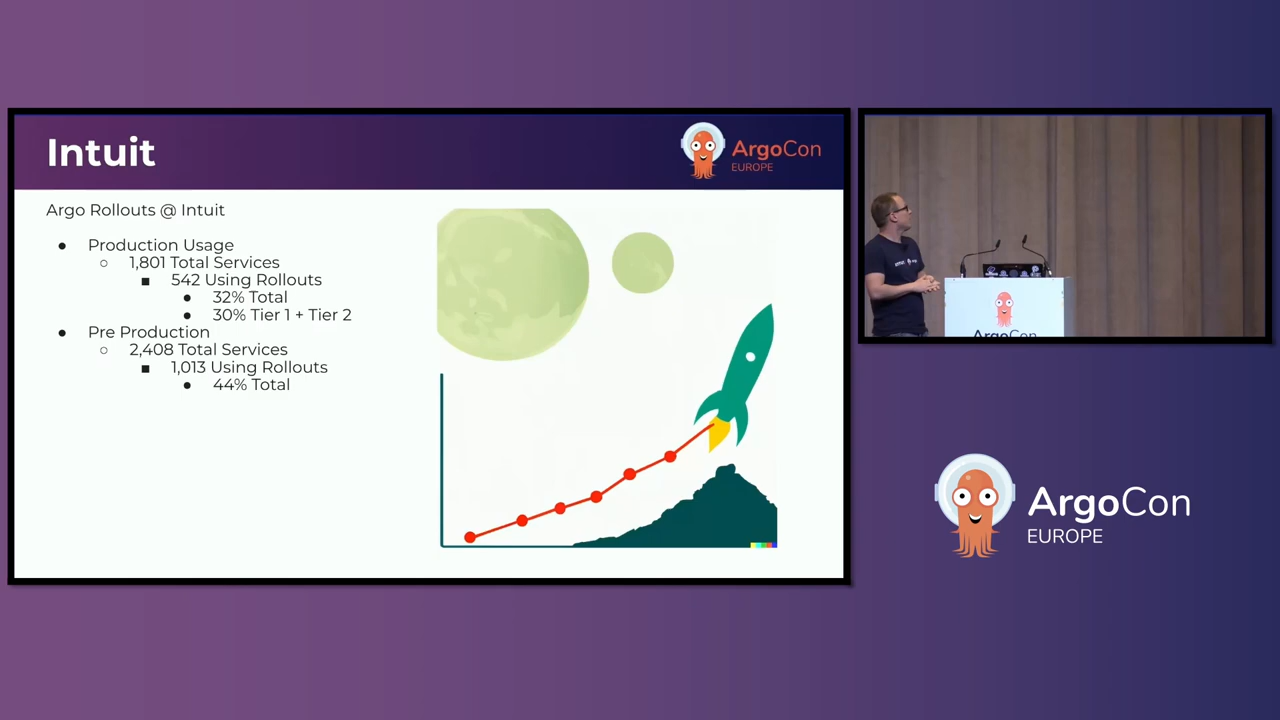 Intuit
ArgoCon
EUROPE
Argo Rollouts @ Intuit
● Production Usage
○ 1,801 Total Services
■ 542 Using Rollouts
● 32% Total
● 30% Tier 1 + Tier 2
● Pre Production
○ 2,408 Total Services
■ 1,013 Using Rollouts
● 44% Total
ArgoCon
ArgoCon
EUROPE